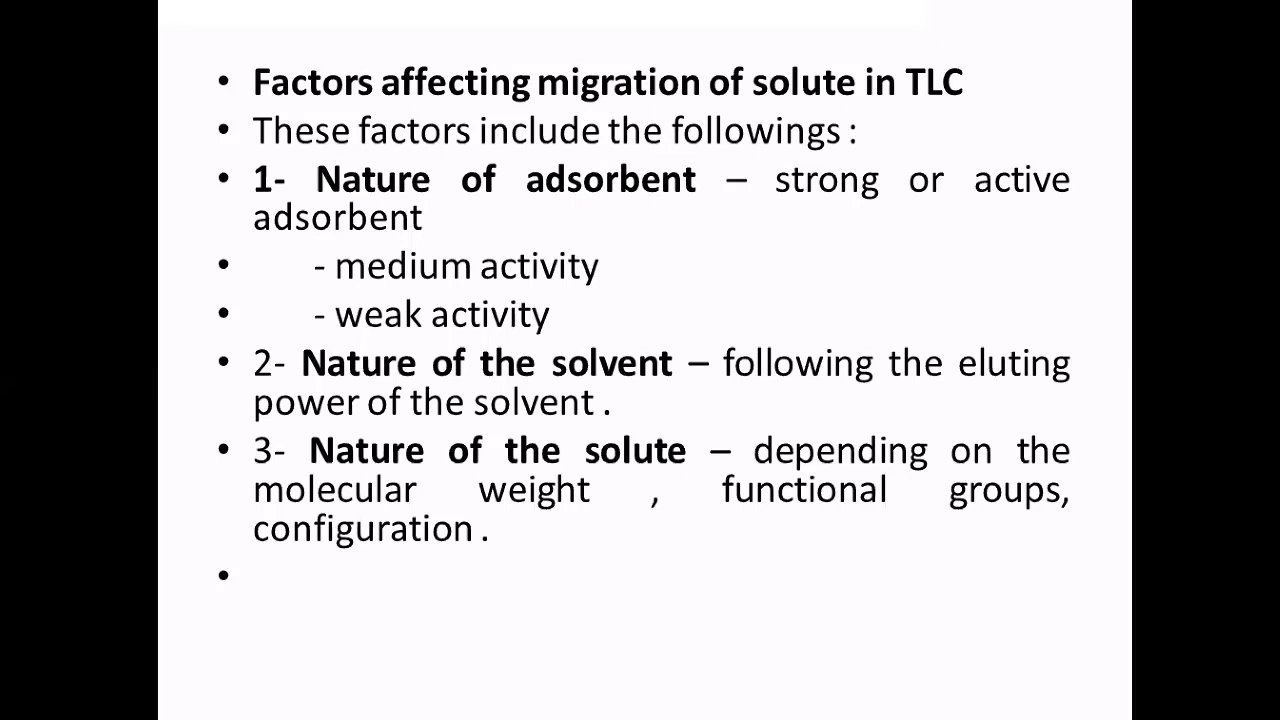 • Factors affecting migration of solute in TLC
• These factors include the followings :
• 1- Nature of adsorbent – strong or active
adsorbent
• - medium activity
• - weak activity
• 2- Nature of the solvent – following the eluting
power of the solvent .
• 3- Nature of the solute – depending on the
molecular weight , functional groups,
configuration .
•